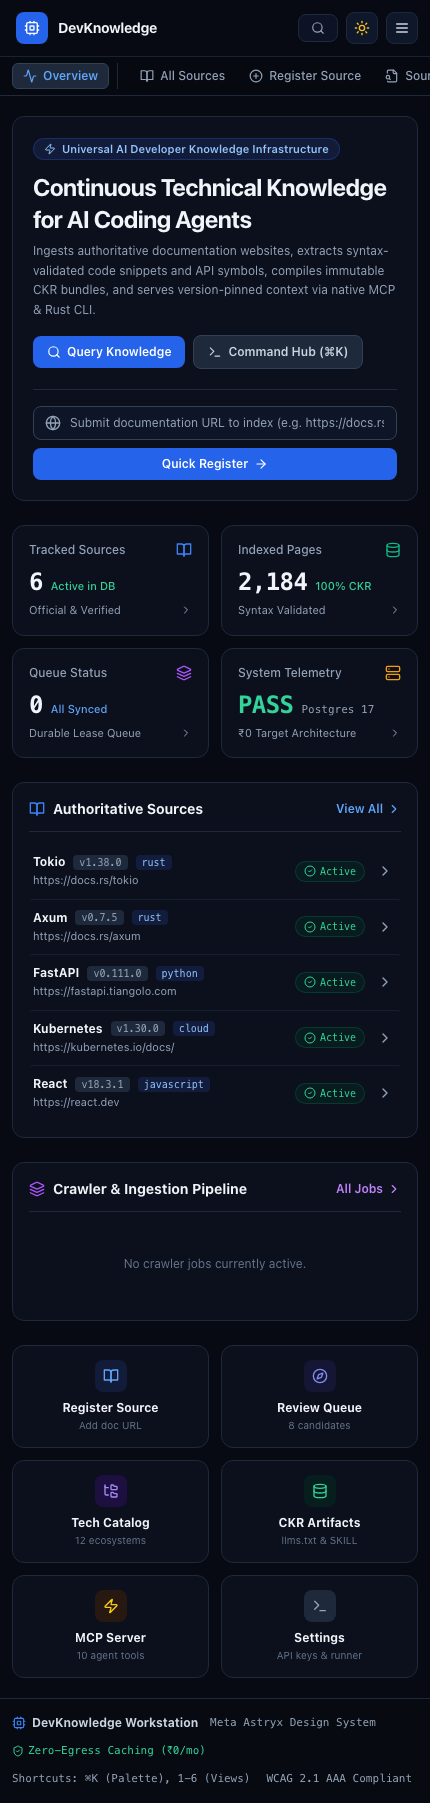 DevKnowledge
Overview
All Sources
Register Source
Sour
Universal AI Developer Knowledge Infrastructure
Continuous Technical Knowledge
for AI Coding Agents
Ingests authoritative documentation websites, extracts syntax-
validated code snippets and API symbols, compiles immutable
CKR bundles, and serves version-pinned context via native MCP
& Rust CLI.
Query Knowledge
Command Hub (⌘K)
Submit documentation URL to index (e.g. https://docs.rs
Quick Register
Tracked Sources
6 Active in DB
Official & Verified
Indexed Pages
2,184 100% CKR
Syntax Validated
Queue Status
0 All Synced
Durable Lease Queue
System Telemetry
PASS Postgres 17
₹0 Target Architecture
Authoritative Sources
View All
Tokio v1.38.0 rust
https://docs.rs/tokio
Active
Axum v0.7.5 rust
https://docs.rs/axum
Active
FastAPI v0.111.0 python
https://fastapi.tiangolo.com
Active
Kubernetes v1.30.0 cloud
https://kubernetes.io/docs/
Active
React v18.3.1 javascript
https://react.dev
Active
Crawler & Ingestion Pipeline
All Jobs
No crawler jobs currently active.
Register Source
Add doc URL
Review Queue
8 candidates
Tech Catalog
12 ecosystems
CKR Artifacts
llms.txt & SKILL
MCP Server
10 agent tools
Settings
API keys & runner
DevKnowledge Workstation Meta Astryx Design System
Zero-Egress Caching (₹0/mo)
Shortcuts: ⌘K (Palette), 1-6 (Views) WCAG 2.1 AAA Compliant